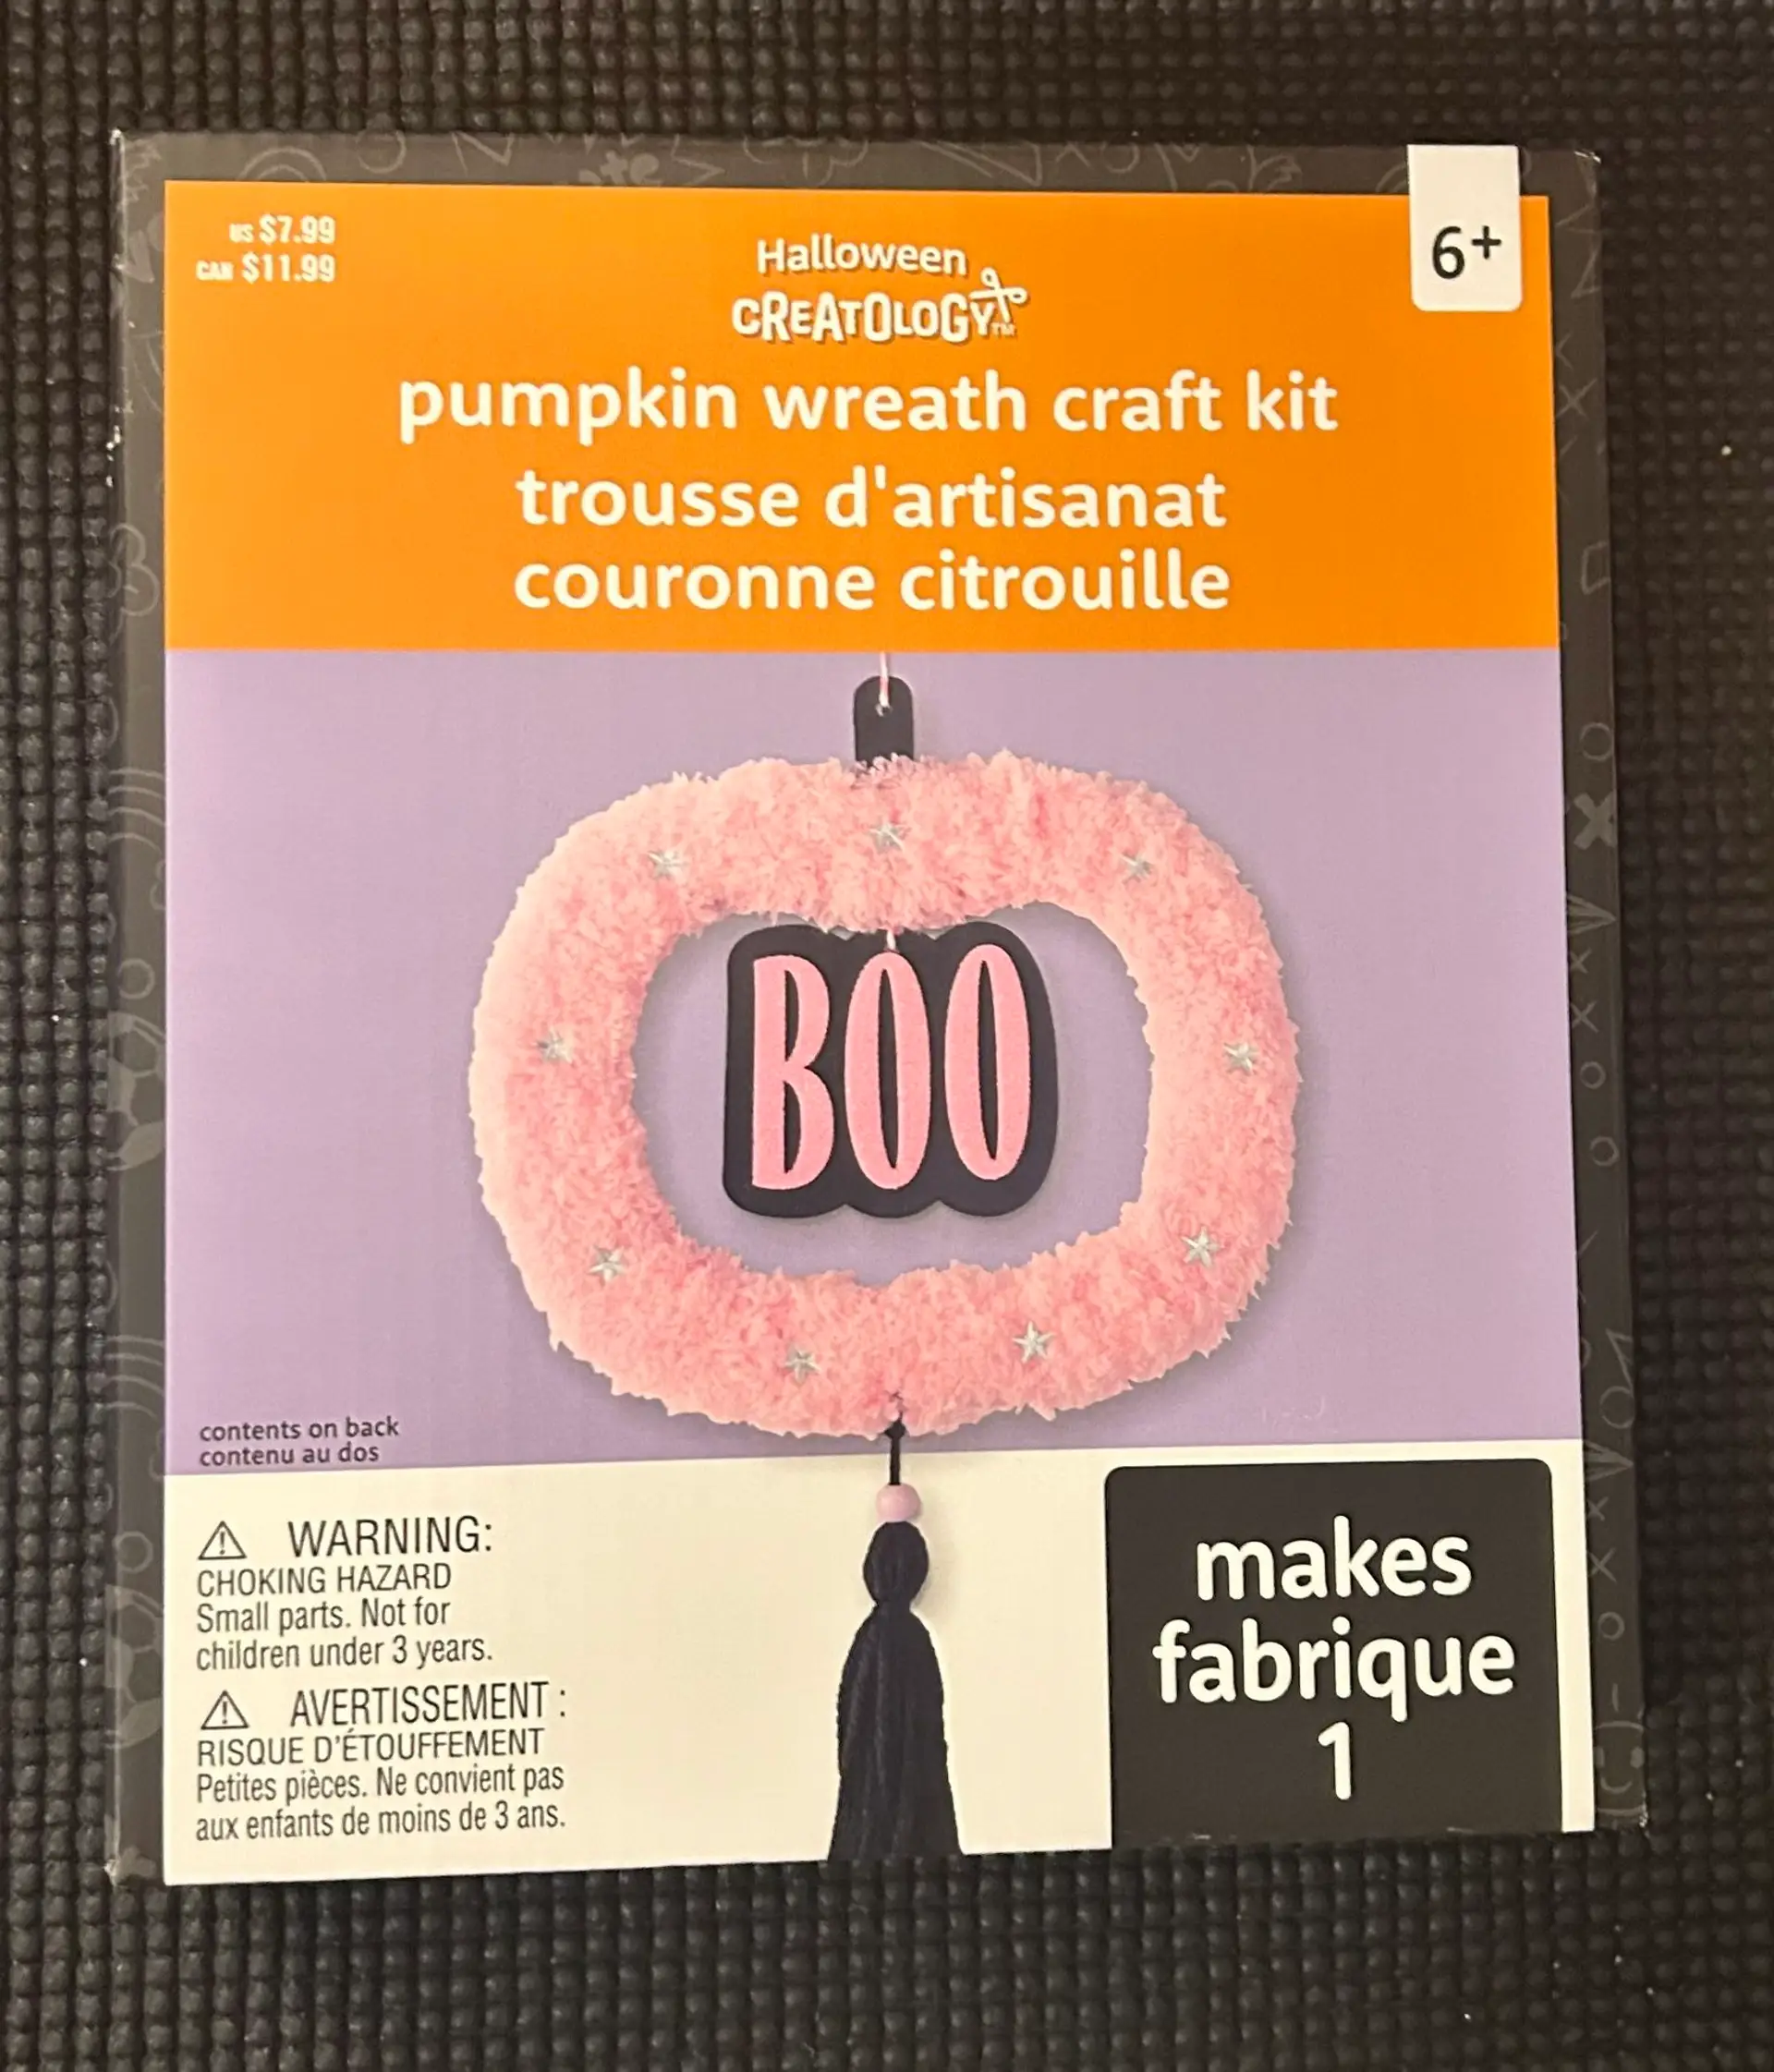 US $7.99
CAN $11.99
6+
Halloween
CREATOLOGY™
pumpkin wreath craft kit
trousse d'artisanat
couronne citrouille
BOO
contents on back
contenu au dos
⚠ WARNING:
CHOKING HAZARD
Small parts. Not for
children under 3 years.
⚠ AVERTISSEMENT :
RISQUE D'ÉTOUFFEMENT
Petites pièces. Ne convient pas
aux enfants de moins de 3 ans.
makes
fabrique
1